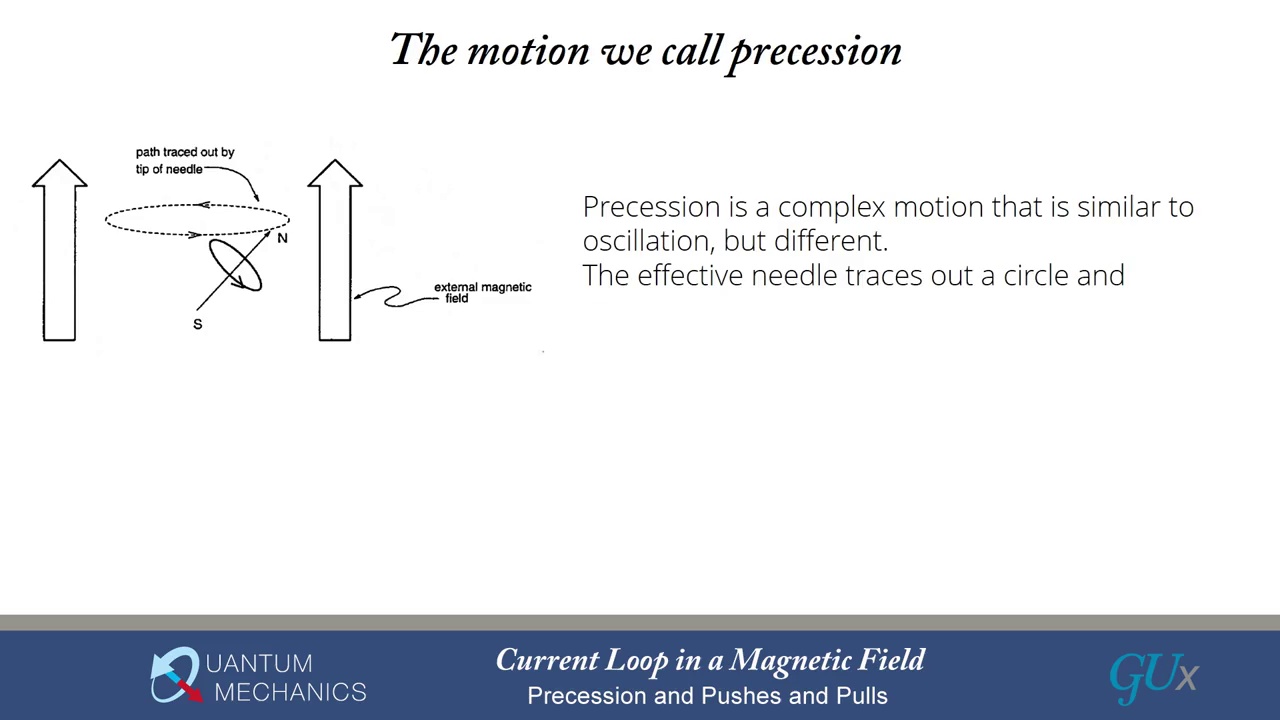 The motion we call precession
path traced out by
tip of needle
N
S
external magnetic
field
Precession is a complex motion that is similar to
oscillation, but different.
The effective needle traces out a circle and
QUANTUM
MECHANICS
Current Loop in a Magnetic Field
Precession and Pushes and Pulls
GUx